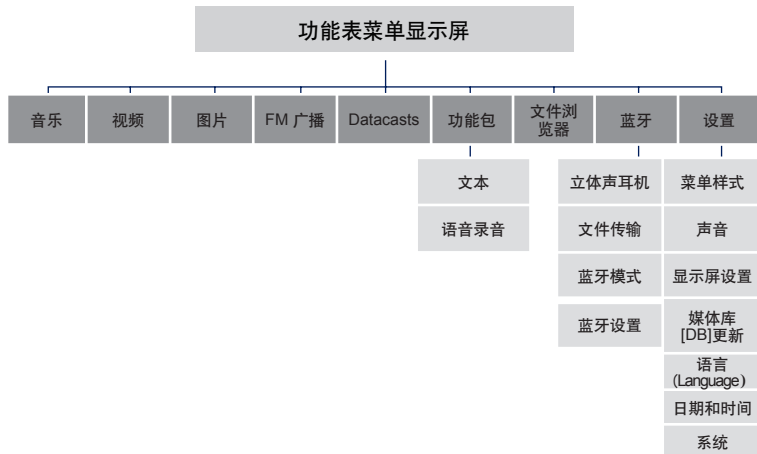 功能表菜单显示屏
音乐
视频
图片
FM 广播
Datacasts
功能包
文件浏
览器
蓝牙
设置
文本
语音录音
立体声耳机
文件传输
蓝牙模式
蓝牙设置
菜单样式
声音
显示屏设置
媒体库
[DB]更新
语言
(Language)
日期和时间
系统